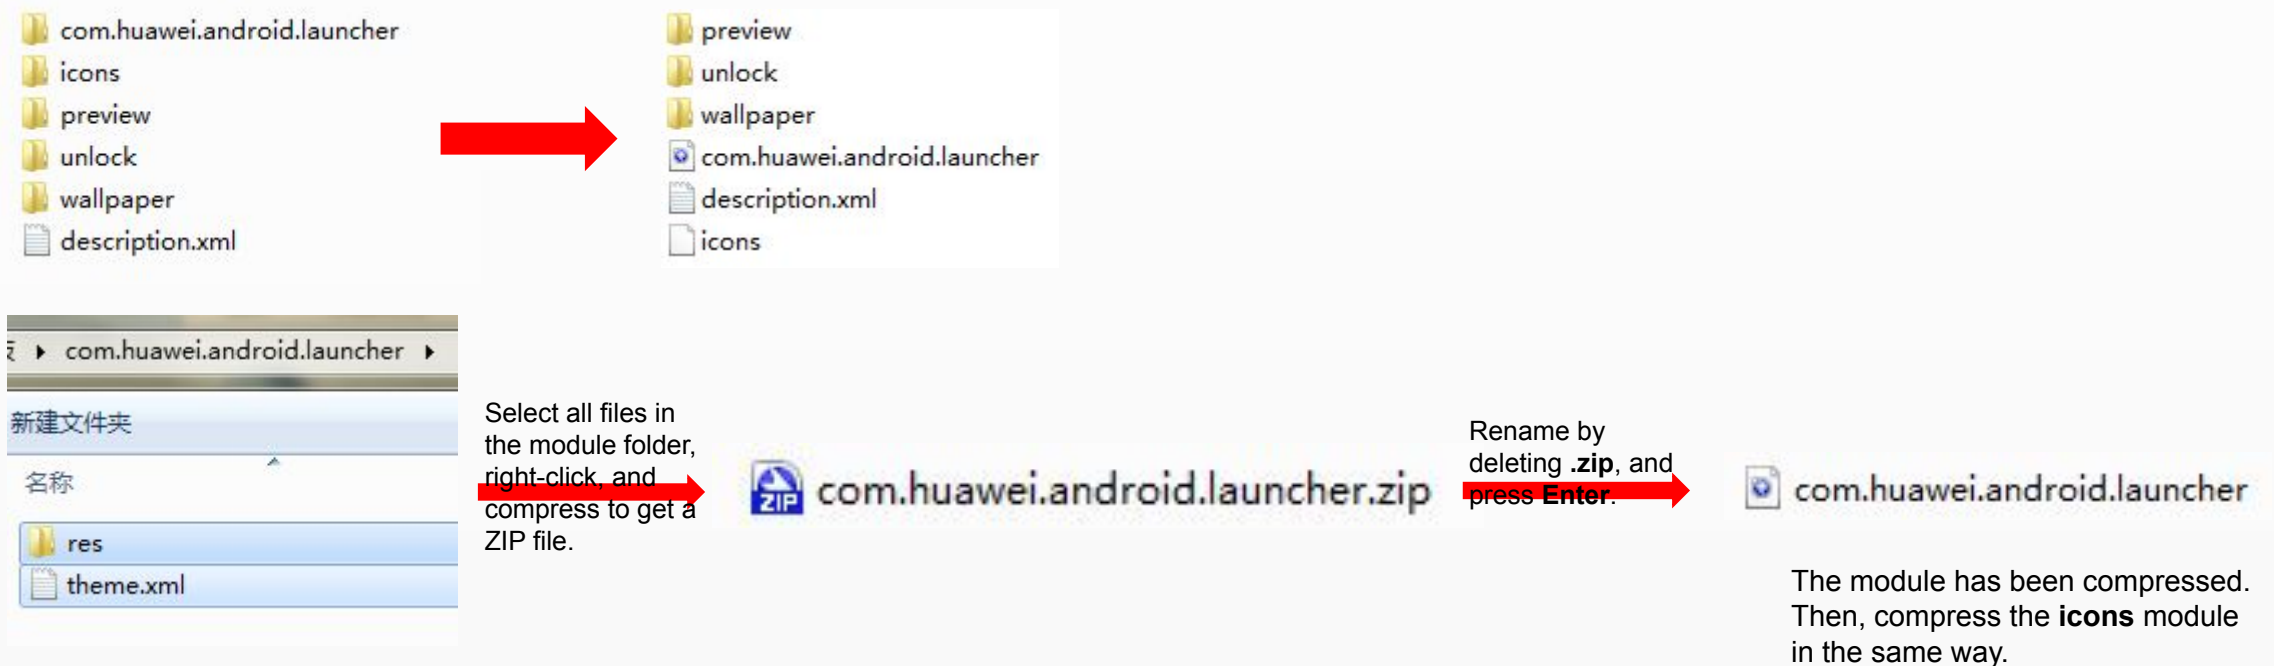 com.huawei.android.launcher
icons
preview
unlock
wallpaper
description.xml
preview
unlock
wallpaper
com.huawei.android.launcher
description.xml
icons
com.huawei.android.launcher
新建文件夹
名称
res
theme.xml
Select all files in
the module folder,
right-click, and
compress to get a
ZIP file.
ZIP
com.huawei.android.launcher.zip
Rename by
deleting .zip, and
press Enter.
com.huawei.android.launcher
The module has been compressed.
Then, compress the icons module
in the same way.